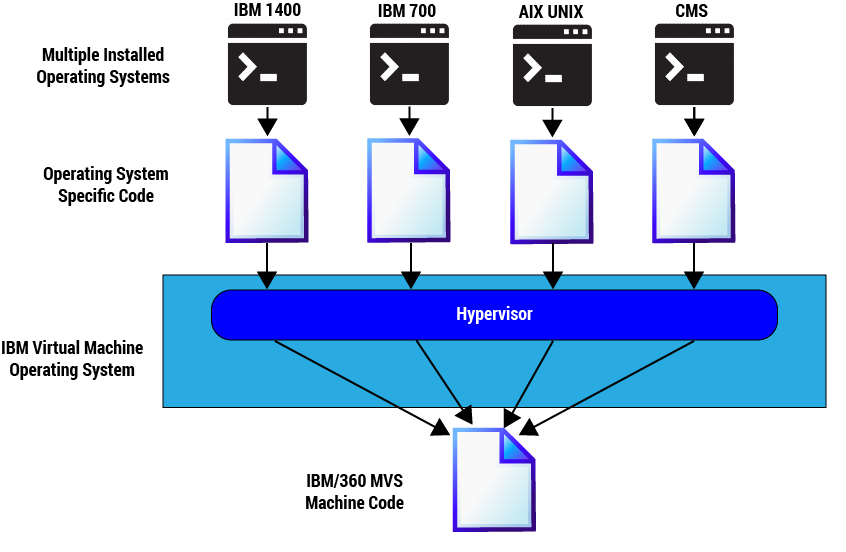 IBM 1400
IBM 700
AIX UNIX
CMS
Multiple Installed
Operating Systems
Operating System
Specific Code
Hypervisor
IBM Virtual Machine
Operating System
IBM/360 MVS
Machine Code